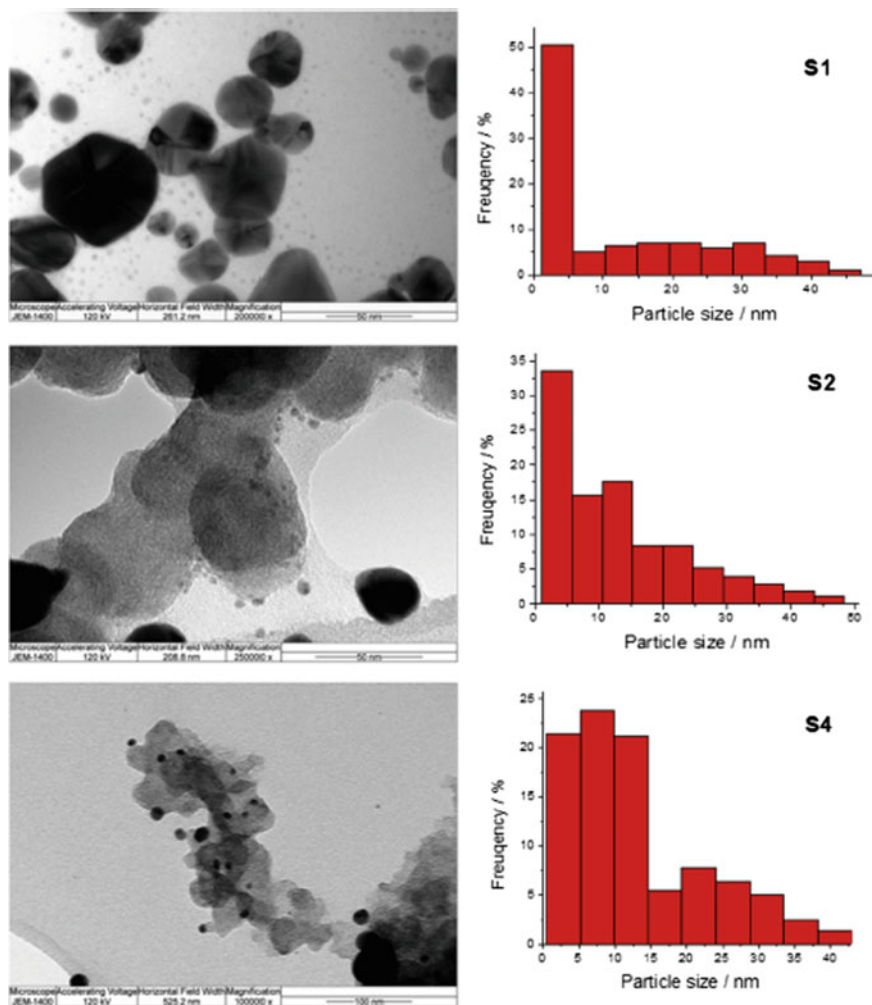 S1
Freuqency / %
50
40
30
20
10
0
0 10 20 30 40
Particle size / nm
Microscope Accelerating Voltage Horizontal Field Width Magnification
JEM-1400 120 kV 261.2 nm 200000 x 50 nm
S2
Freuqency / %
35
30
25
20
15
10
5
0
0 10 20 30 40 50
Particle size / nm
Microscope Accelerating Voltage Horizontal Field Width Magnification
JEM-1400 120 kV 208.8 nm 250000 x 50 nm
S4
Freuqency / %
25
20
15
10
5
0
0 5 10 15 20 25 30 35 40
Particle size / nm
Microscope Accelerating Voltage Horizontal Field Width Magnification
JEM-1400 120 kV 525.2 nm 100000 x 100 nm